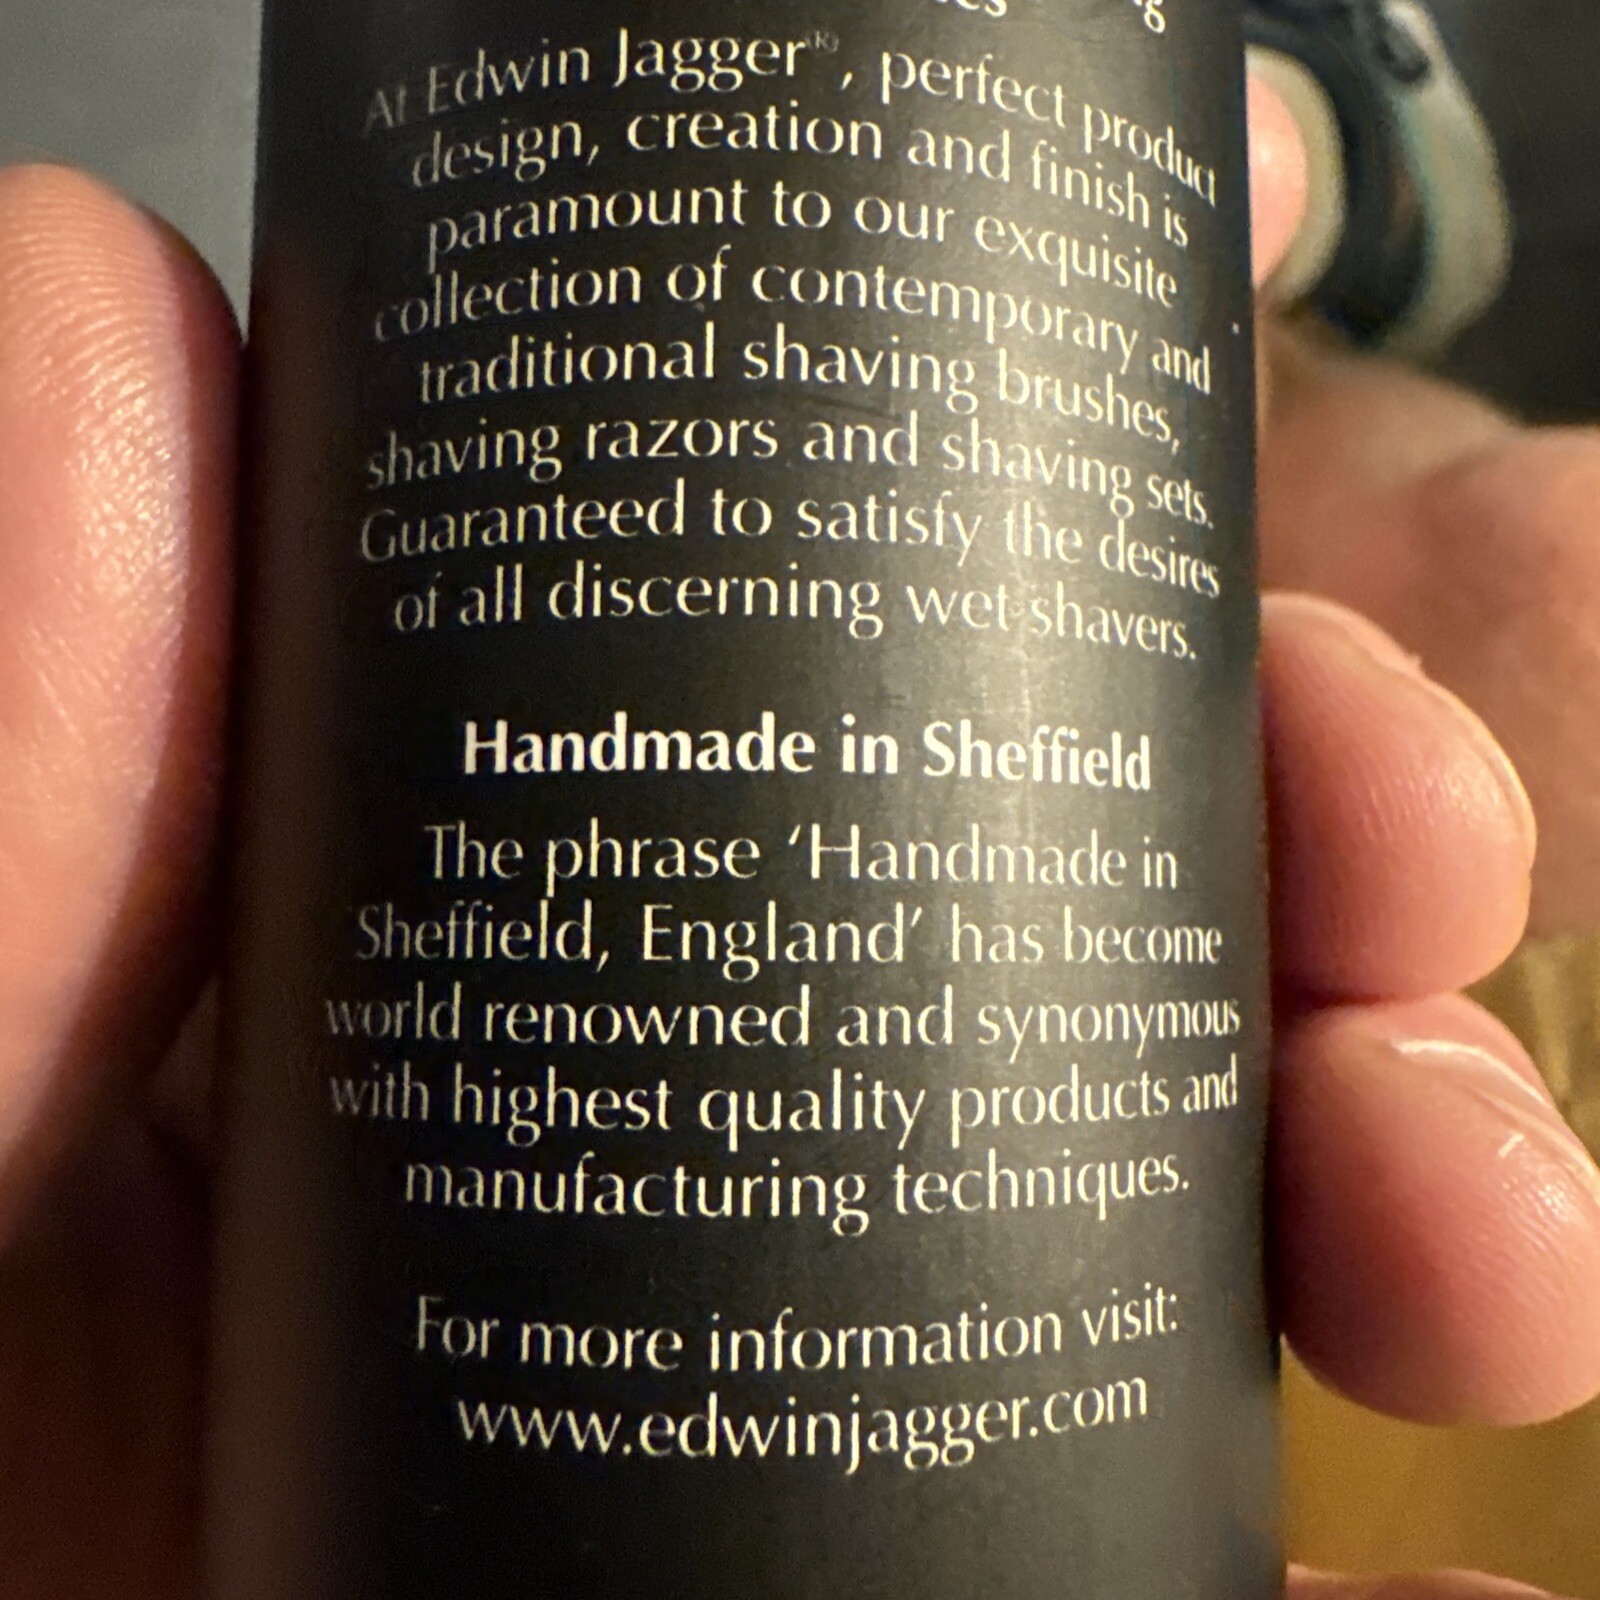 At Edwin Jagger®, perfect product
design, creation and finish is
paramount to our exquisite
collection of contemporary and
traditional shaving brushes,
shaving razors and shaving sets.
Guaranteed to satisfy the desires
of all discerning wet shavers.
Handmade in Sheffield
The phrase ‘Handmade in
Sheffield, England’ has become
world renowned and synonymous
with highest quality products and
manufacturing techniques.
For more information visit:
www.edwinjagger.com